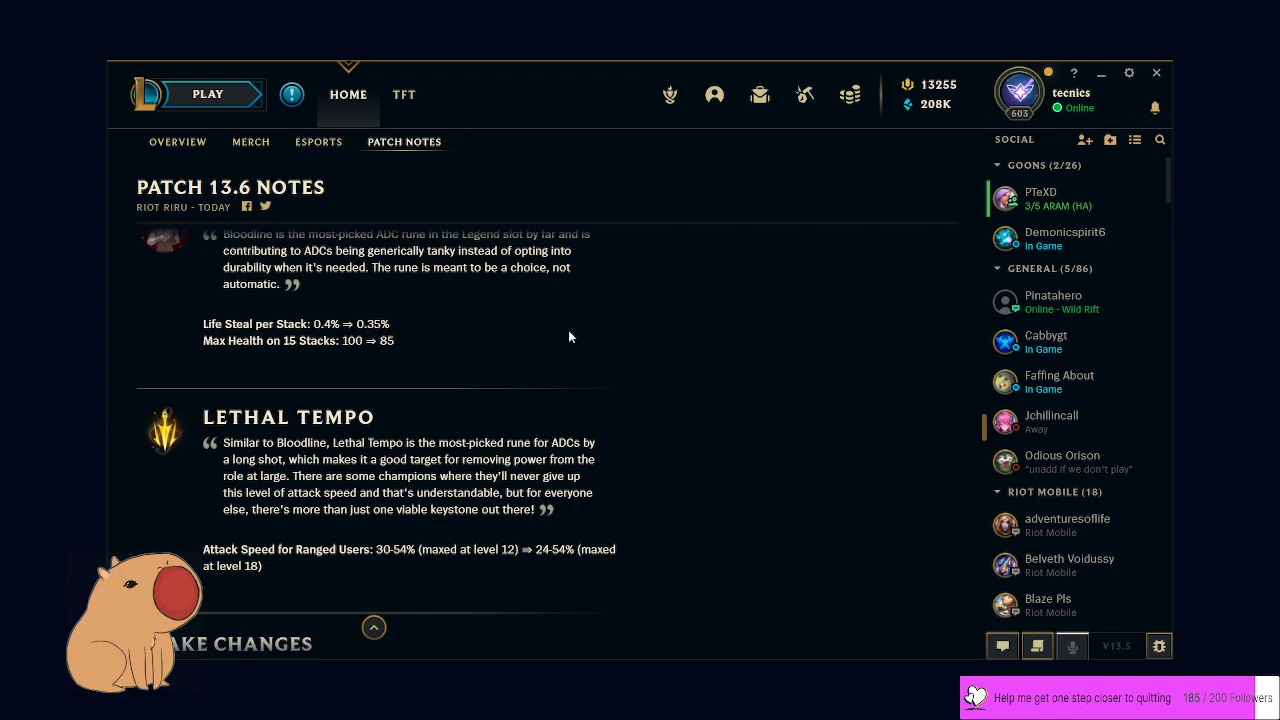 PLAY
HOME
TFT
13255
208K
603
tecnics
Online
OVERVIEW
MERCH
ESPORTS
PATCH NOTES
PATCH 13.6 NOTES
RIOT RIRU - TODAY
Bloodline is the most-picked ADC rune in the Legend slot by far and is
contributing to ADCs being generically tanky instead of opting into
durability when it's needed. The rune is meant to be a choice, not
automatic.
Life Steal per Stack: 0.4% ⇒ 0.35%
Max Health on 15 Stacks: 100 ⇒ 85
LETHAL TEMPO
Similar to Bloodline, Lethal Tempo is the most-picked rune for ADCs by
a long shot, which makes it a good target for removing power from the
role at large. There are some champions where they'll never give up
this level of attack speed and that's understandable, but for everyone
else, there's more than just one viable keystone out there!
Attack Speed for Ranged Users: 30-54% (maxed at level 12) ⇒ 24-54% (maxed
at level 18)
AKE CHANGES
SOCIAL
GOONS (2/26)
PTeXD
3/5 ARAM (HA)
Demonicspirit6
In Game
GENERAL (5/86)
Pinatahero
Online - Wild Rift
Cabbygt
In Game
Faffing About
In Game
Jchillincall
Away
Odious Orison
"unadd if we don't play"
RIOT MOBILE (18)
adventuresoflife
Riot Mobile
Belveth Voidussy
Riot Mobile
Blaze Pls
Riot Mobile
V13.5
Help me get one step closer to quitting 185 / 200 Followers